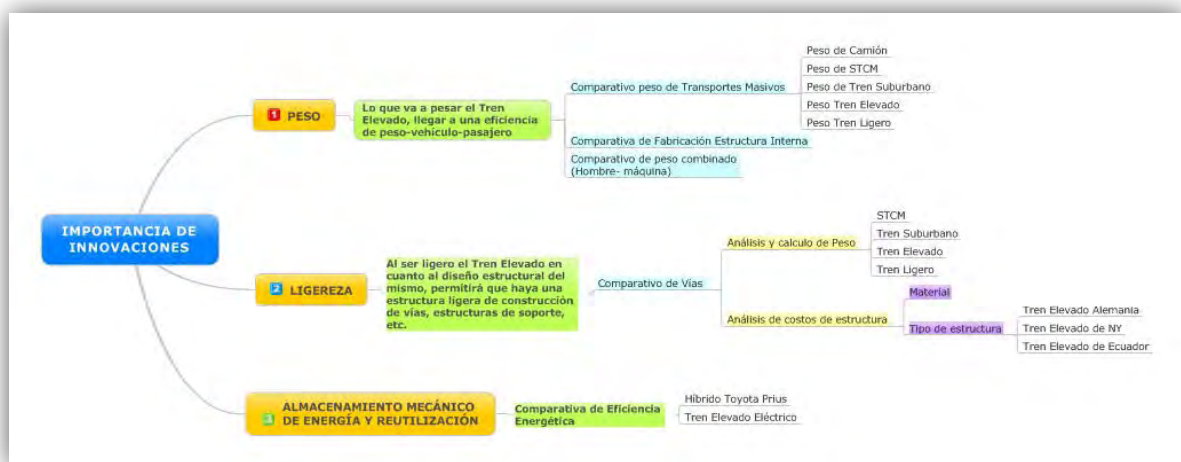 IMPORTANCIA DE
INNOVACIONES
1 PESO
Lo que va a pesar el Tren
Elevado, llegar a una eficiencia
de peso-vehículo-pasajero
Comparativo peso de Transportes Masivos
Peso de Camión
Peso de STCM
Peso de Tren Suburbano
Peso Tren Elevado
Peso Tren Ligero
Comparativa de Fabricación Estructura Interna
Comparativo de peso combinado
(Hombre- máquina)
2 LIGEREZA
Al ser ligero el Tren Elevado en
cuanto al diseño estructural del
mismo, permitirá que haya una
estructura ligera de construcción
de vías, estructuras de soporte,
etc.
Comparativo de Vías
Análisis y calculo de Peso
STCM
Tren Suburbano
Tren Elevado
Tren Ligero
Análisis de costos de estructura
Material
Tipo de estructura
Tren Elevado Alemania
Tren Elevado de NY
Tren Elevado de Ecuador
3 ALMACENAMIENTO MECÁNICO
DE ENERGÍA Y REUTILIZACIÓN
Comparativa de Eficiencia
Energética
Híbrido Toyota Prius
Tren Elevado Eléctrico